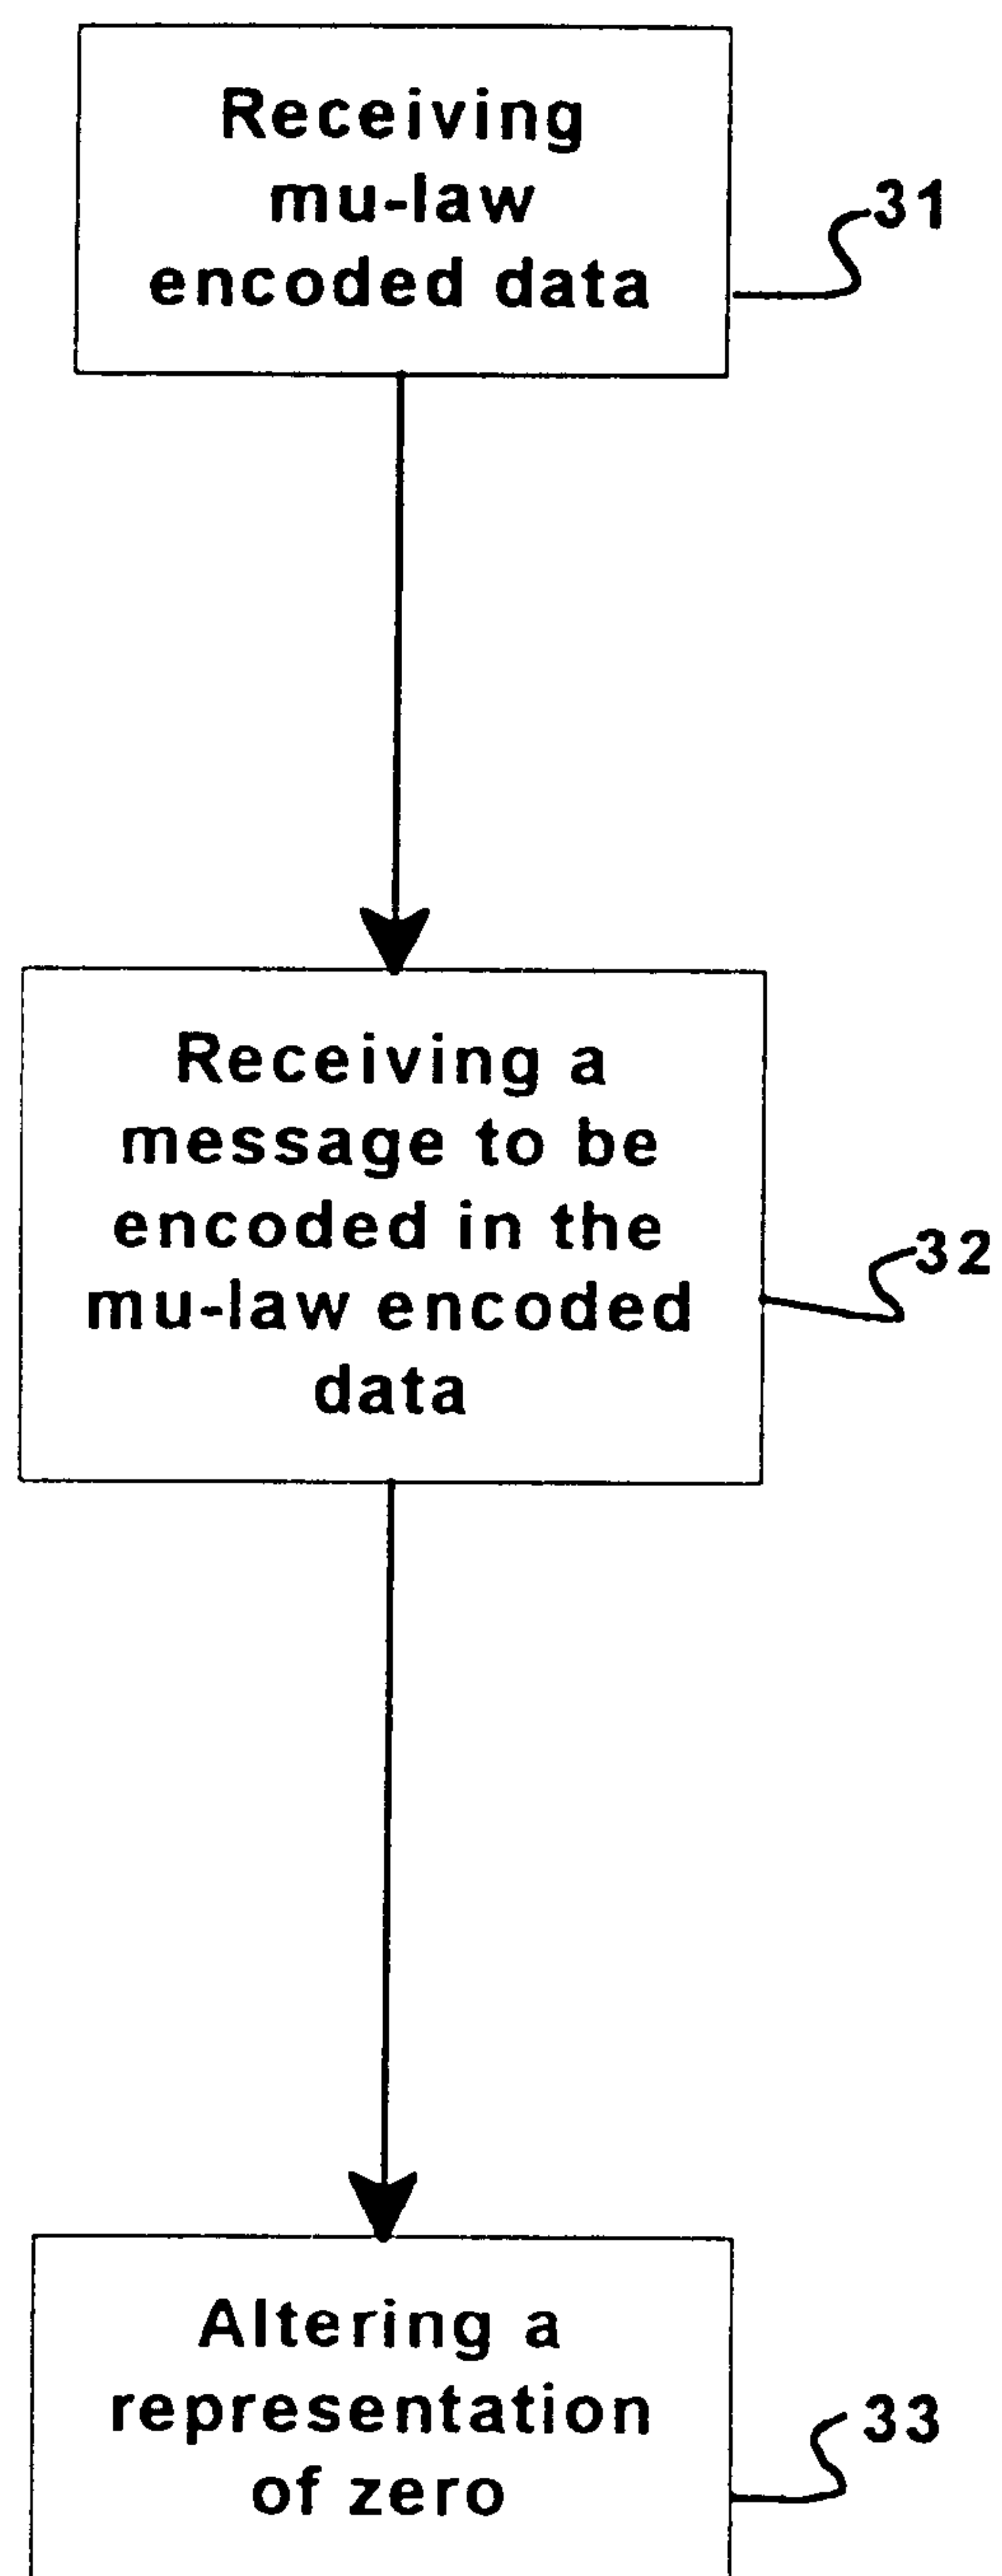 Receiving
mu-law
encoded data
31
Receiving a
message to be
encoded in the
mu-law encoded
data
32
Altering a
representation
of zero
33